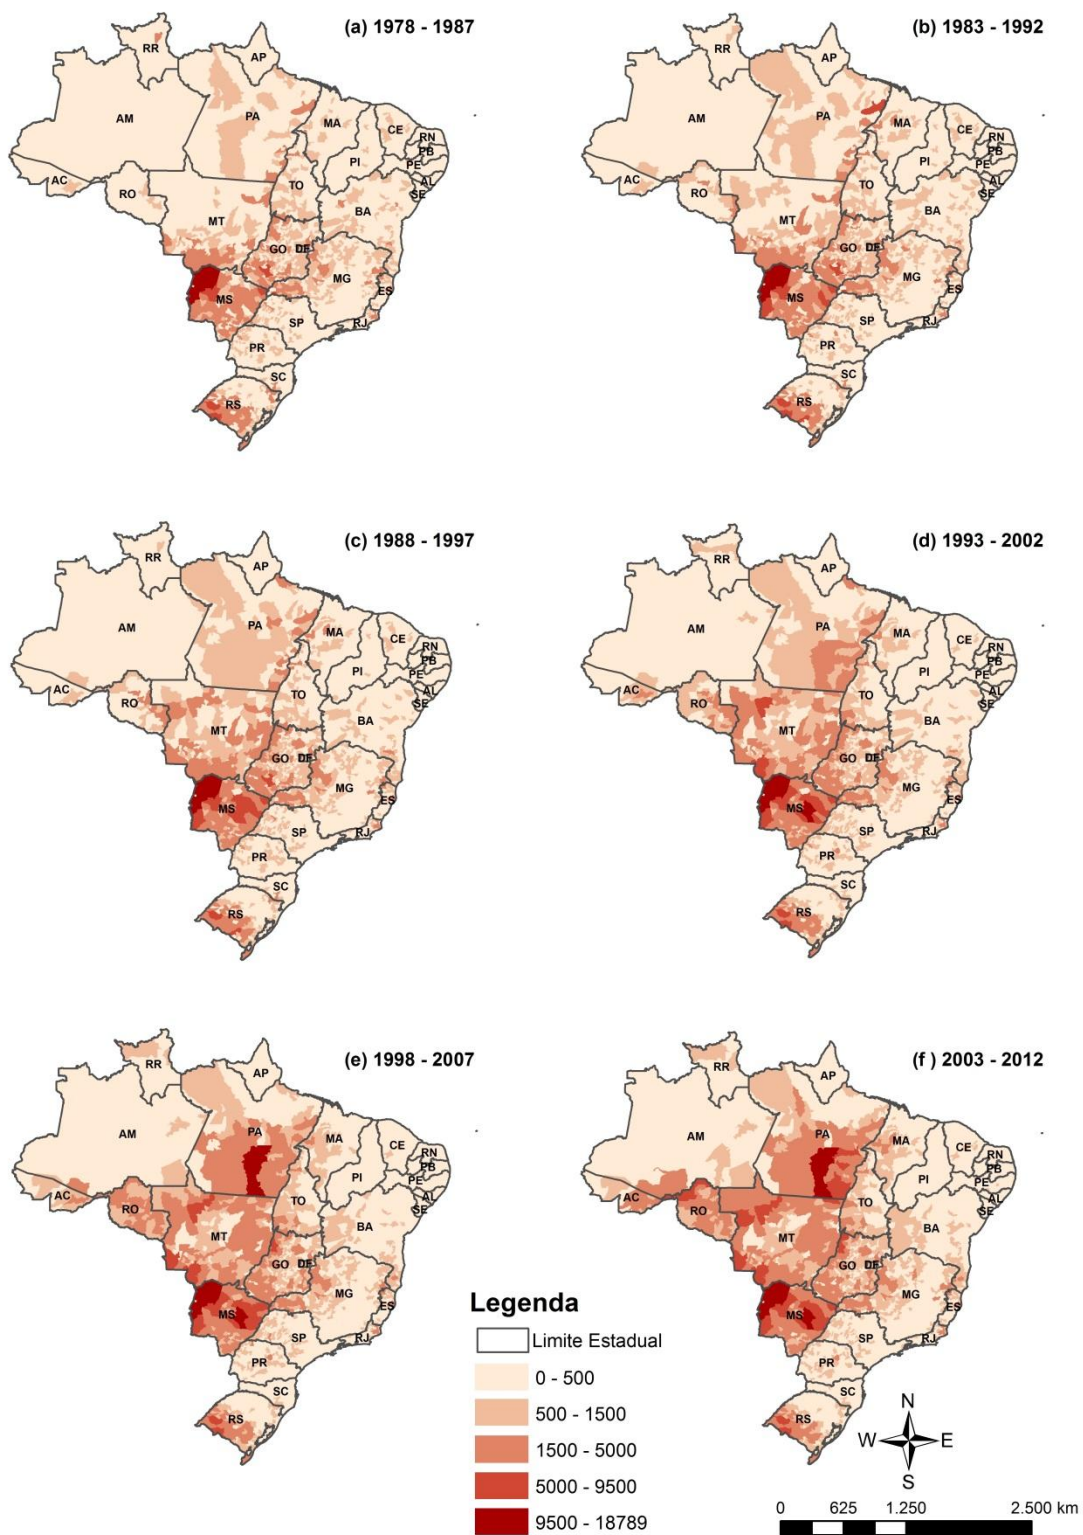 (a) 1978 - 1987
RR
AP
AM
PA
MA
CE
RN
PB
PE
AL
SE
PI
AC
RO
TO
BA
MT
GO
DF
MG
ES
MS
SP
RJ
PR
SC
RS
(b) 1983 - 1992
RR
AP
AM
PA
MA
CE
RN
PB
PE
AL
SE
PI
AC
RO
TO
BA
MT
GO
DF
MG
ES
MS
SP
RJ
PR
SC
RS
(c) 1988 - 1997
RR
AP
AM
PA
MA
CE
RN
PB
PE
AL
SE
PI
AC
RO
TO
BA
MT
GO
DF
MG
ES
MS
SP
RJ
PR
SC
RS
(d) 1993 - 2002
RR
AP
AM
PA
MA
CE
RN
PB
PE
AL
SE
PI
AC
RO
TO
BA
MT
GO
DF
MG
ES
MS
SP
RJ
PR
SC
RS
(e) 1998 - 2007
RR
AP
AM
PA
MA
CE
RN
PB
PE
AL
SE
PI
AC
RO
TO
BA
MT
GO
DF
MG
ES
MS
SP
RJ
PR
SC
RS
(f ) 2003 - 2012
RR
AP
AM
PA
MA
CE
RN
PB
PE
AL
SE
PI
AC
RO
TO
BA
MT
GO
DF
MG
ES
MS
SP
RJ
PR
SC
RS
Legenda
Limite Estadual
0 - 500
500 - 1500
1500 - 5000
5000 - 9500
9500 - 18789
N
W E
S
0 625 1.250 2.500 km